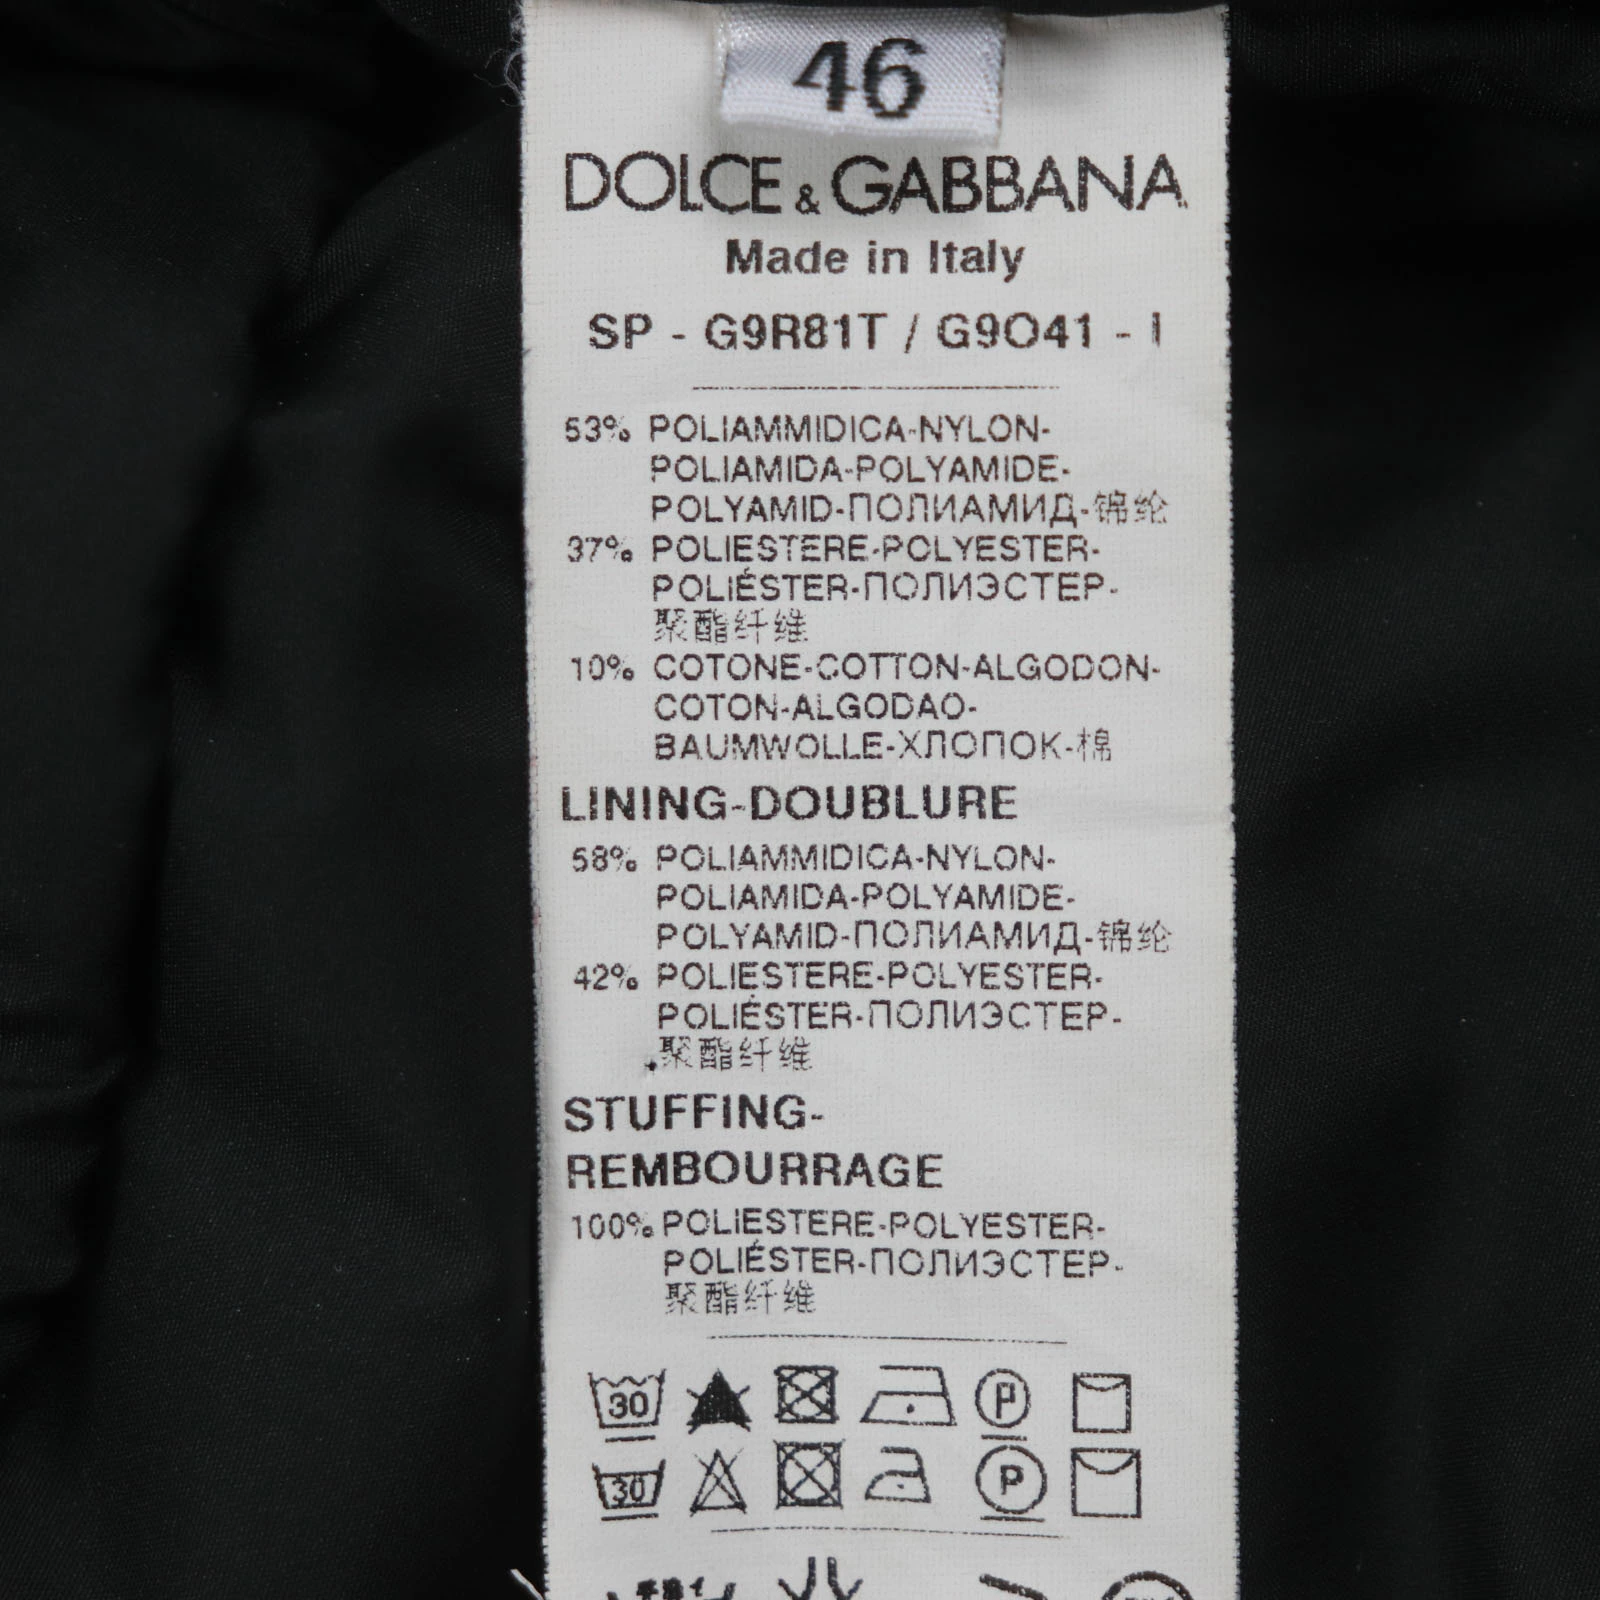 46
DOLCE & GABBANA
Made in Italy
SP - G9R81T / G9O41 - I
53% POLIAMMIDICA-NYLON-
POLIAMIDA-POLYAMIDE-
POLYAMID-ПОЛИАМИД-锦纶
37% POLIESTERE-POLYESTER-
POLIÉSTER-ПОЛИЭСТЕР-
聚酯纤维
10% COTONE-COTTON-ALGODON-
COTON-ALGODAO-
BAUMWOLLE-ХЛОПОК-棉
LINING-DOUBLURE
58% POLIAMMIDICA-NYLON-
POLIAMIDA-POLYAMIDE-
POLYAMID-ПОЛИАМИД-锦纶
42% POLIESTERE-POLYESTER-
POLIÉSTER-ПОЛИЭСТЕР-
聚酯纤维
STUFFING-
REMBOURRAGE
100% POLIESTERE-POLYESTER-
POLIÉSTER-ПОЛИЭСТЕР-
聚酯纤维
30 P
30 P